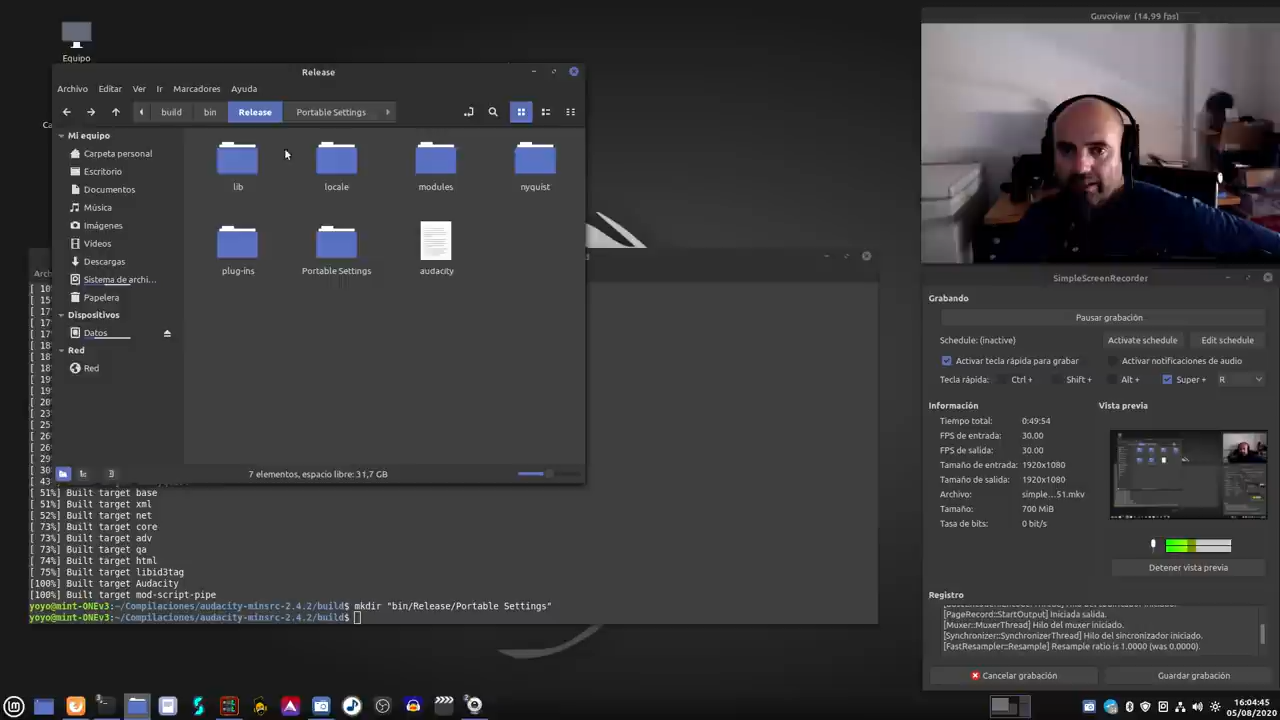 Equipo
Release
Archivo Editar Ver Ir Marcadores Ayuda
build bin Release Portable Settings
Mi equipo
Carpeta personal
Escritorio
Documentos
Música
Imágenes
Vídeos
Descargas
Sistema de archi...
Papelera
Dispositivos
Datos
Red
Red
lib
locale
modules
nyquist
plug-ins
Portable Settings
audacity
7 elementos, espacio libre: 31,7 GB
[ 51%] Built target base
[ 51%] Built target xml
[ 52%] Built target net
[ 73%] Built target core
[ 73%] Built target adv
[ 73%] Built target qa
[ 74%] Built target html
[ 75%] Built target libid3tag
[100%] Built target Audacity
[100%] Built target mod-script-pipe
yoyo@mint-ONEv3:~/Compilaciones/audacity-minsrc-2.4.2/build$ mkdir "bin/Release/Portable Settings"
yoyo@mint-ONEv3:~/Compilaciones/audacity-minsrc-2.4.2/build$
Guvcview (14,99 fps)
SimpleScreenRecorder
Grabando
Pausar grabación
Schedule: (inactive) Activate schedule Edit schedule
Activar tecla rápida para grabar Activar notificaciones de audio
Tecla rápida: Ctrl + Shift + Alt + Super + R
Información
Tiempo total: 0:49:54
FPS de entrada: 30.00
FPS de salida: 30.00
Tamaño de entrada: 1920x1080
Tamaño de salida: 1920x1080
Archivo: simple...51.mkv
Tamaño: 700 MiB
Tasa de bits: 0 bit/s
Vista previa
Detener vista previa
Registro
[PageRecord::StartOutput] Iniciada salida.
[Muxer::MuxerThread] Hilo del muxer iniciado.
[Synchronizer::SynchronizerThread] Hilo del sincronizador iniciado.
[FastResampler::Resample] Resample ratio is 1.0000 (was 0.0000).
Cancelar grabación Guardar grabación
16:04:45
05/08/2020